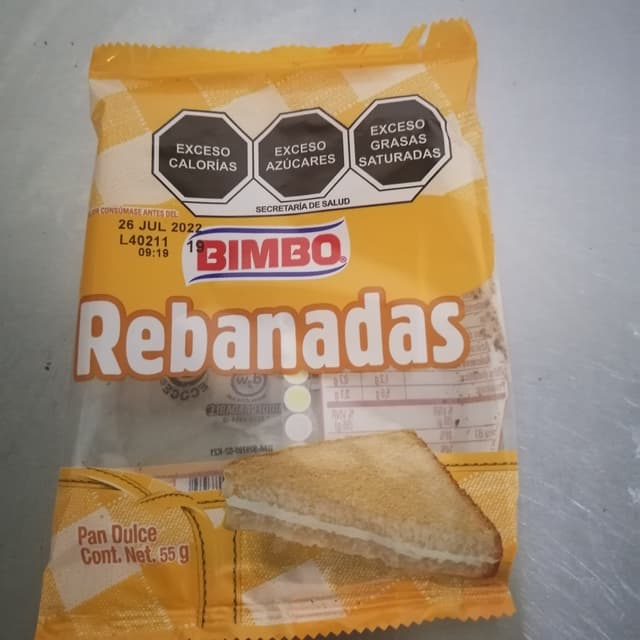 EXCESO
CALORÍAS
EXCESO
AZÚCARES
EXCESO
GRASAS
SATURADAS
SECRETARÍA DE SALUD
CONSÚMASE ANTES DEL
26 JUL 2022
L40211 19
09:19
BIMBO
Rebanadas
Pan Dulce
Cont. Net. 55 g